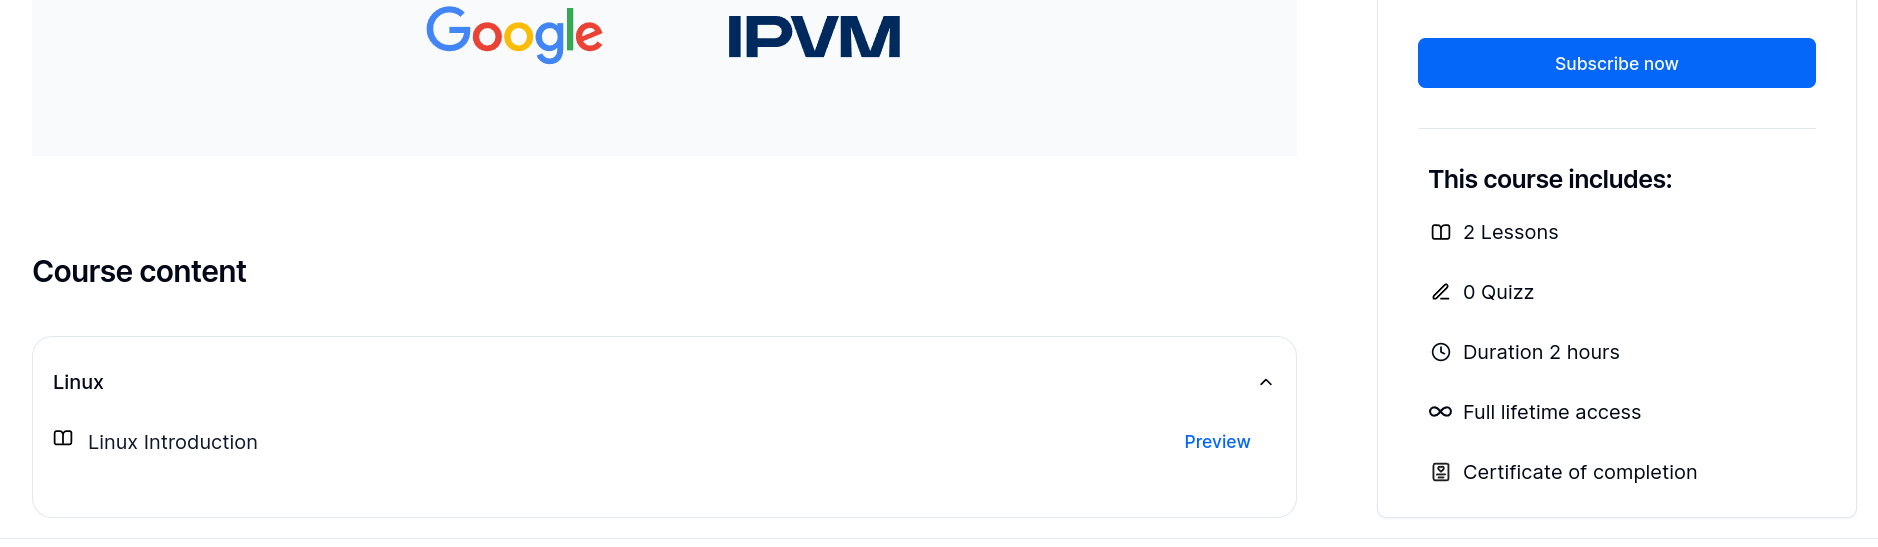 Google
IPVM
Course content
Linux
Linux Introduction
Preview
Subscribe now
This course includes:
2 Lessons
0 Quizz
Duration 2 hours
Full lifetime access
Certificate of completion